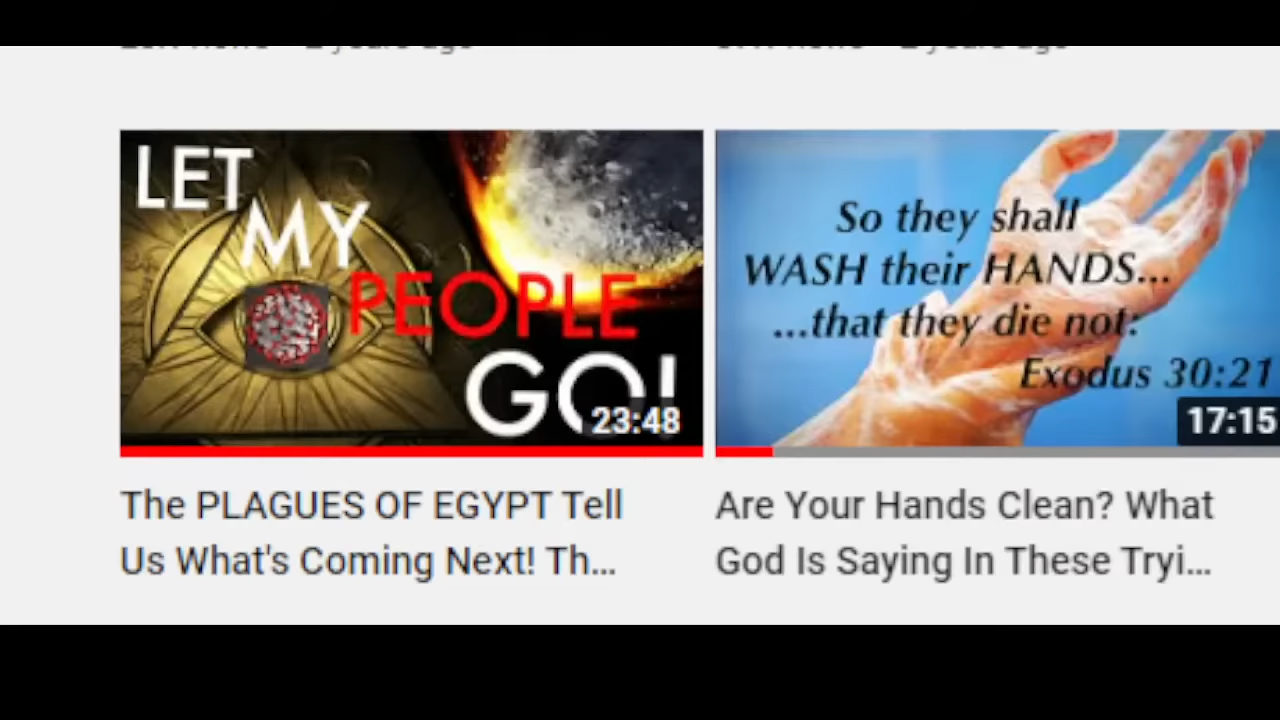 LET
MY
PEOPLE
GO!
23:48
So they shall
WASH their HANDS...
...that they die not:
Exodus 30:21
17:15
The PLAGUES OF EGYPT Tell
Us What's Coming Next! Th...
Are Your Hands Clean? What
God Is Saying In These Tryi...